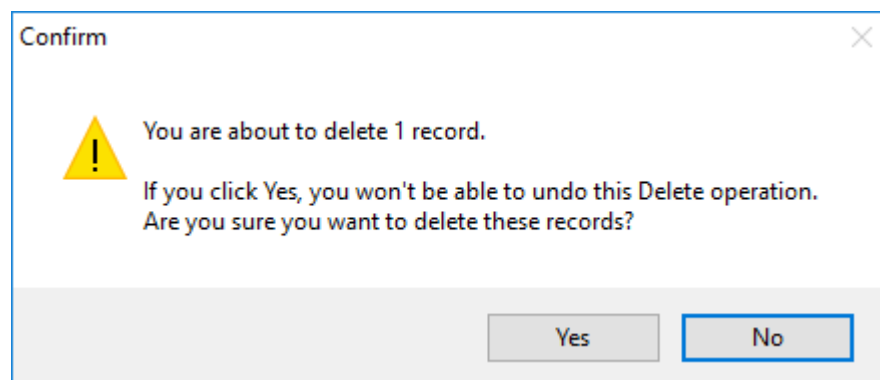 Confirm
You are about to delete 1 record.
If you click Yes, you won't be able to undo this Delete operation.
Are you sure you want to delete these records?
Yes
No